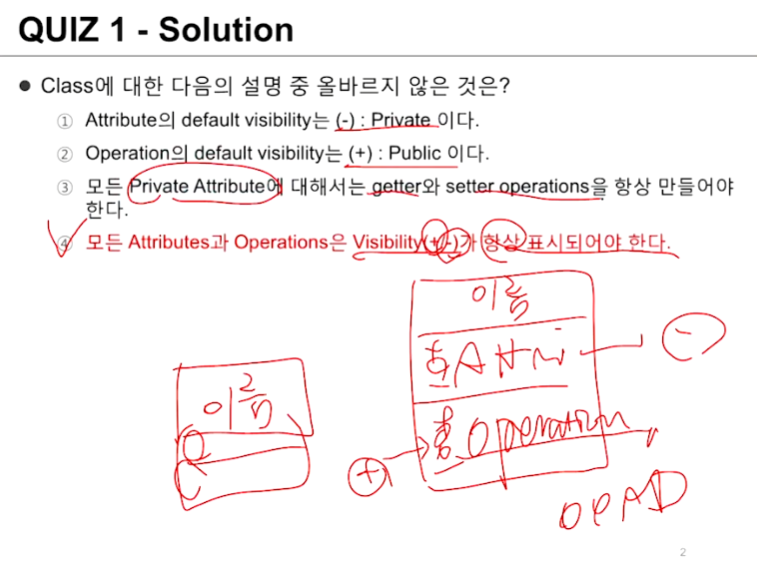 QUIZ 1 - Solution
● Class에 대한 다음의 설명 중 올바르지 않은 것은?
① Attribute의 default visibility는 (-) : Private 이다.
② Operation의 default visibility는 (+) : Public 이다.
③ 모든 Private Attribute에 대해서는 getter와 setter operations을 항상 만들어야
한다.
④ 모든 Attributes과 Operations은 Visibility(+/-)가 항상 표시되어야 한다.
이름
Attri
-
이름
Operation
+
OOAD
2